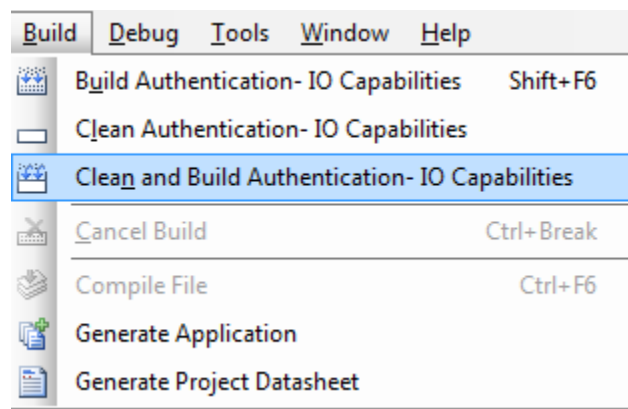 Build Debug Tools Window Help
Build Authentication- IO Capabilities Shift+F6
Clean Authentication- IO Capabilities
Clean and Build Authentication- IO Capabilities
Cancel Build Ctrl+Break
Compile File Ctrl+F6
Generate Application
Generate Project Datasheet